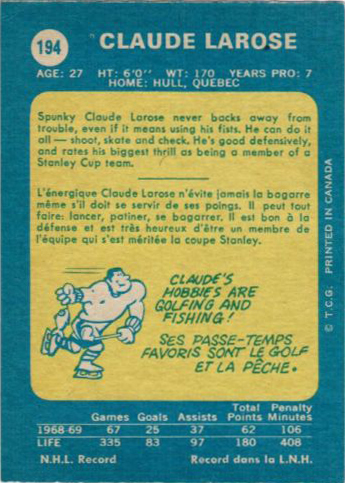 194 CLAUDE LAROSE
AGE: 27 HT: 6'0'' WT: 170 YEARS PRO: 7
HOME: HULL, QUEBEC
Spunky Claude Larose never backs away from
trouble, even if it means using his fists. He can do it
all — shoot, skate and check. He's good defensively,
and rates his biggest thrill as being a member of a
Stanley Cup team.
L'énergique Claude Larose n'évite jamais la bagarre
même s'il doit se servir de ses poings. Il peut tout
faire: lancer, patiner, se bagarrer. Il est bon à la
défense et est très heureux d'être un membre de
l'équipe qui s'est méritée la coupe Stanley.
CLAUDE'S
HOBBIES ARE
GOLFING AND
FISHING!
SES PASSE-TEMPS
FAVORIS SONT LE GOLF
ET LA PÊCHE.
© T.C.G. PRINTED IN CANADA
Total Penalty
Games Goals Assists Points Minutes
1968-69 67 25 37 62 106
LIFE 335 83 97 180 408
N.H.L. Record Record dans la L.N.H.